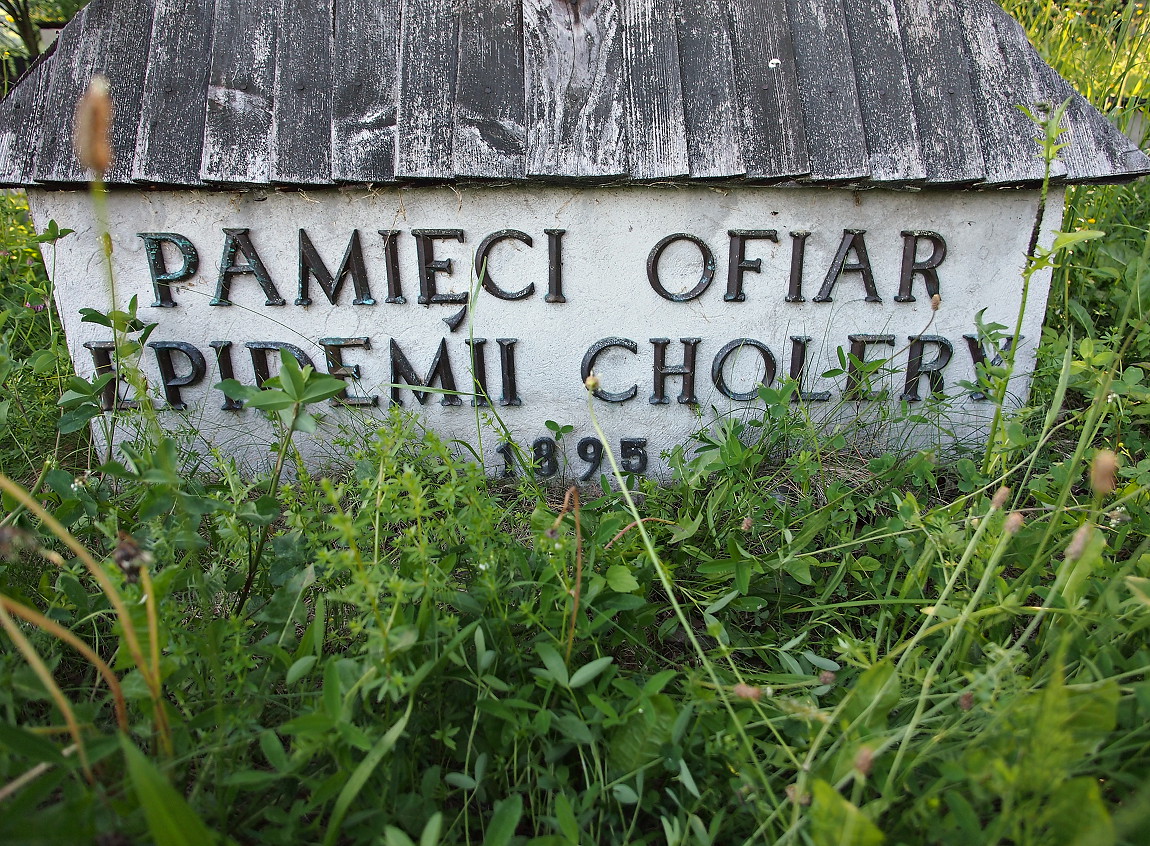 PAMIĘCI OFIAR
EPIDEMII CHOLERY
1895